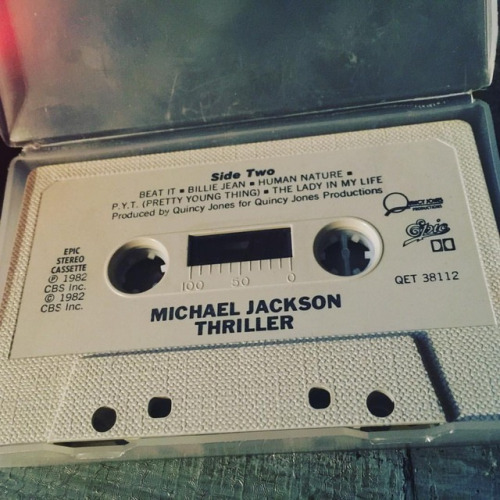 Side Two
BEAT IT ■ BILLIE JEAN ■ HUMAN NATURE ■
P.Y.T. (PRETTY YOUNG THING) ■ THE LADY IN MY LIFE
Produced by Quincy Jones for Quincy Jones Productions
EPIC
STEREO
CASSETTE
Ⓟ 1982
CBS Inc.
© 1982
CBS Inc.
Epic
QET 38112
100 50 0
MICHAEL JACKSON
THRILLER